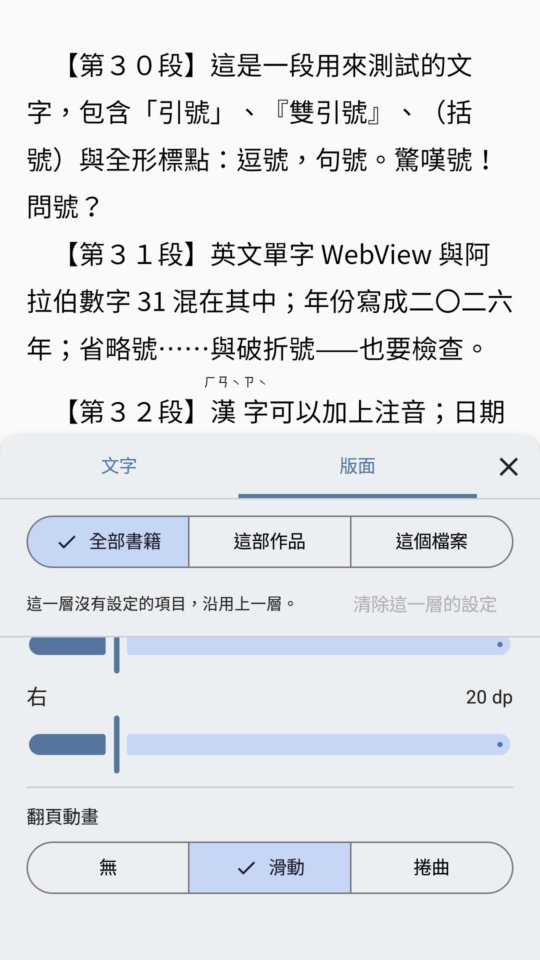 【第３０段】這是一段用來測試的文
字，包含「引號」、『雙引號』、（括
號）與全形標點：逗號，句號。驚嘆號！
問號？
【第３１段】英文單字 WebView 與阿
拉伯數字 31 混在其中；年份寫成二〇二六
年；省略號……與破折號——也要檢查。
ㄏㄢˋㄗˋ
【第３２段】漢字可以加上注音；日期
文字 版面
全部書籍 這部作品 這個檔案
這一層沒有設定的項目，沿用上一層。 清除這一層的設定
右 20 dp
翻頁動畫
無 滑動 捲曲